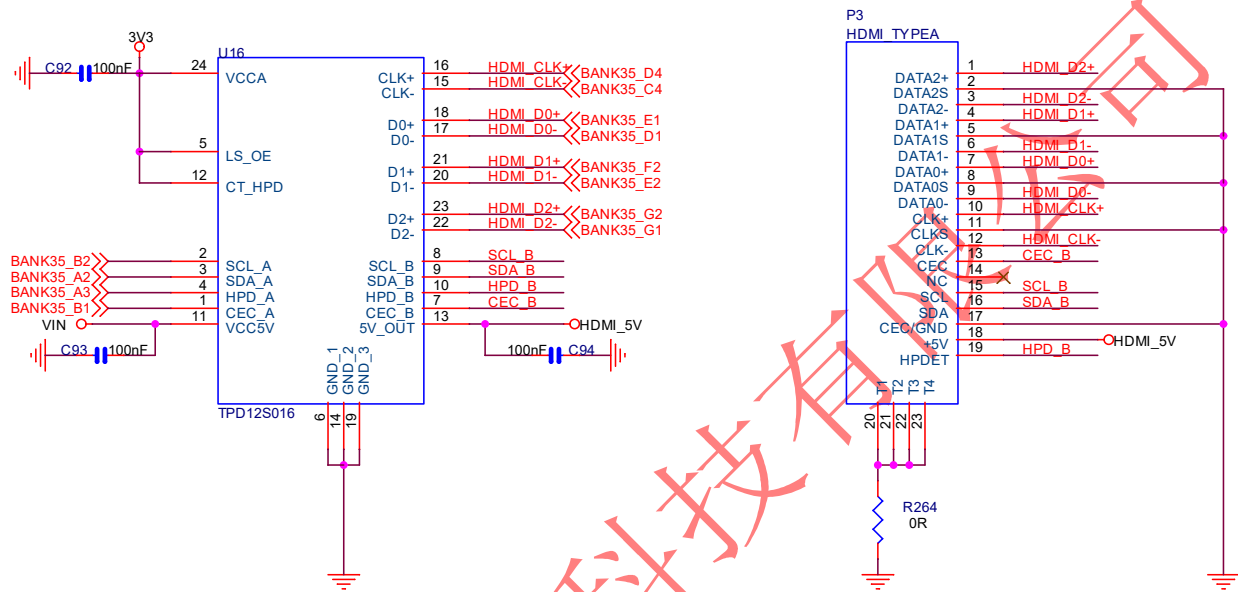 3V3
C92 100nF
U16
24 VCCA
5 LS_OE
12 CT_HPD
BANK35_B2 2 SCL_A
BANK35_A2 3 SDA_A
BANK35_A3 4 HPD_A
BANK35_B1 1 CEC_A
VIN 11 VCC5V
C93 100nF
CLK+ 16 HDMI_CLK+ BANK35_D4
CLK- 15 HDMI_CLK- BANK35_C4
D0+ 18 HDMI_D0+ BANK35_E1
D0- 17 HDMI_D0- BANK35_D1
D1+ 21 HDMI_D1+ BANK35_F2
D1- 20 HDMI_D1- BANK35_E2
D2+ 23 HDMI_D2+ BANK35_G2
D2- 22 HDMI_D2- BANK35_G1
SCL_B 8 SCL_B
SDA_B 9 SDA_B
HPD_B 10 HPD_B
CEC_B 7 CEC_B
5V_OUT 13 HDMI_5V
100nF C94
GND_1
GND_2
GND_3
TPD12S016
6
14
19
P3
HDMI_TYPEA
DATA2+ 1 HDMI_D2+
DATA2S 2
DATA2- 3 HDMI_D2-
DATA1+ 4 HDMI_D1+
DATA1S 5
DATA1- 6 HDMI_D1-
DATA0+ 7 HDMI_D0+
DATA0S 8
DATA0- 9 HDMI_D0-
CLK+ 10 HDMI_CLK+
CLKS 11
CLK- 12 HDMI_CLK-
CEC 13 CEC_B
NC 14
SCL 15 SCL_B
SDA 16 SDA_B
CEC/GND 17
+5V 18 HDMI_5V
HPDET 19 HPD_B
T1
T2
T3
T4
20
21
22
23
R264
0R
科技有限公司